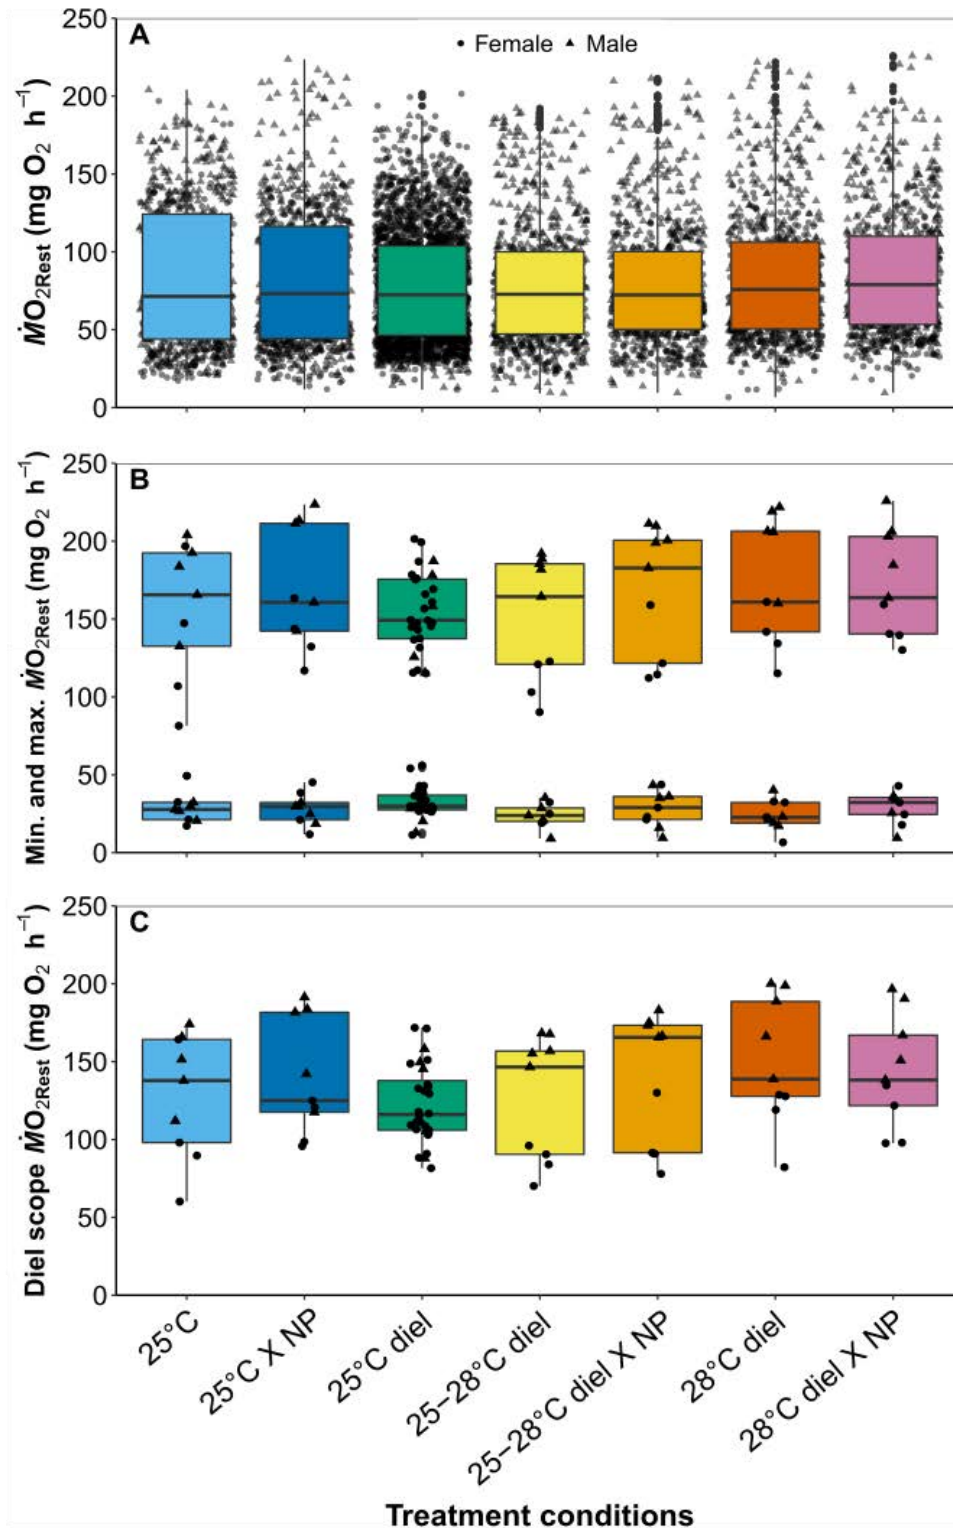 A
● Female ▲ Male
ṀO₂Rest (mg O₂ h⁻¹)
250
200
150
100
50
0
B
Min. and max. ṀO₂Rest (mg O₂ h⁻¹)
250
200
150
100
50
0
C
Diel scope ṀO₂Rest (mg O₂ h⁻¹)
250
200
150
100
50
0
25°C
25°C X NP
25°C diel
25–28°C diel
25–28°C diel X NP
28°C diel
28°C diel X NP
Treatment conditions